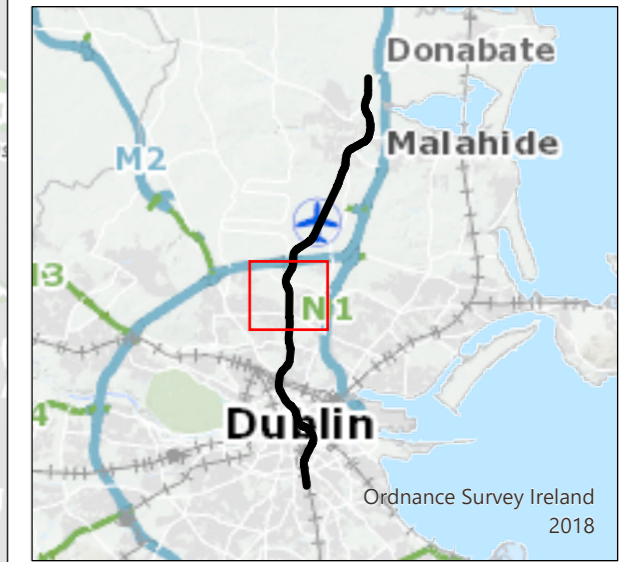 Donabate
Malahide
M2
N1
Dublin
Ordnance Survey Ireland
2018